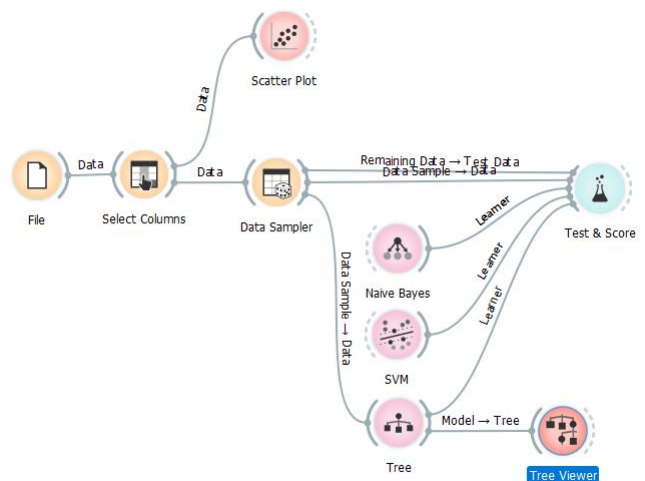 Scatter Plot
Data
Data
Data
Remaining Data → Test Data
Data Sample → Data
File
Select Columns
Data Sampler
Test & Score
Learner
Naive Bayes
Learner
Data Sample → Data
Learner
SVM
Model → Tree
Tree
Tree Viewer